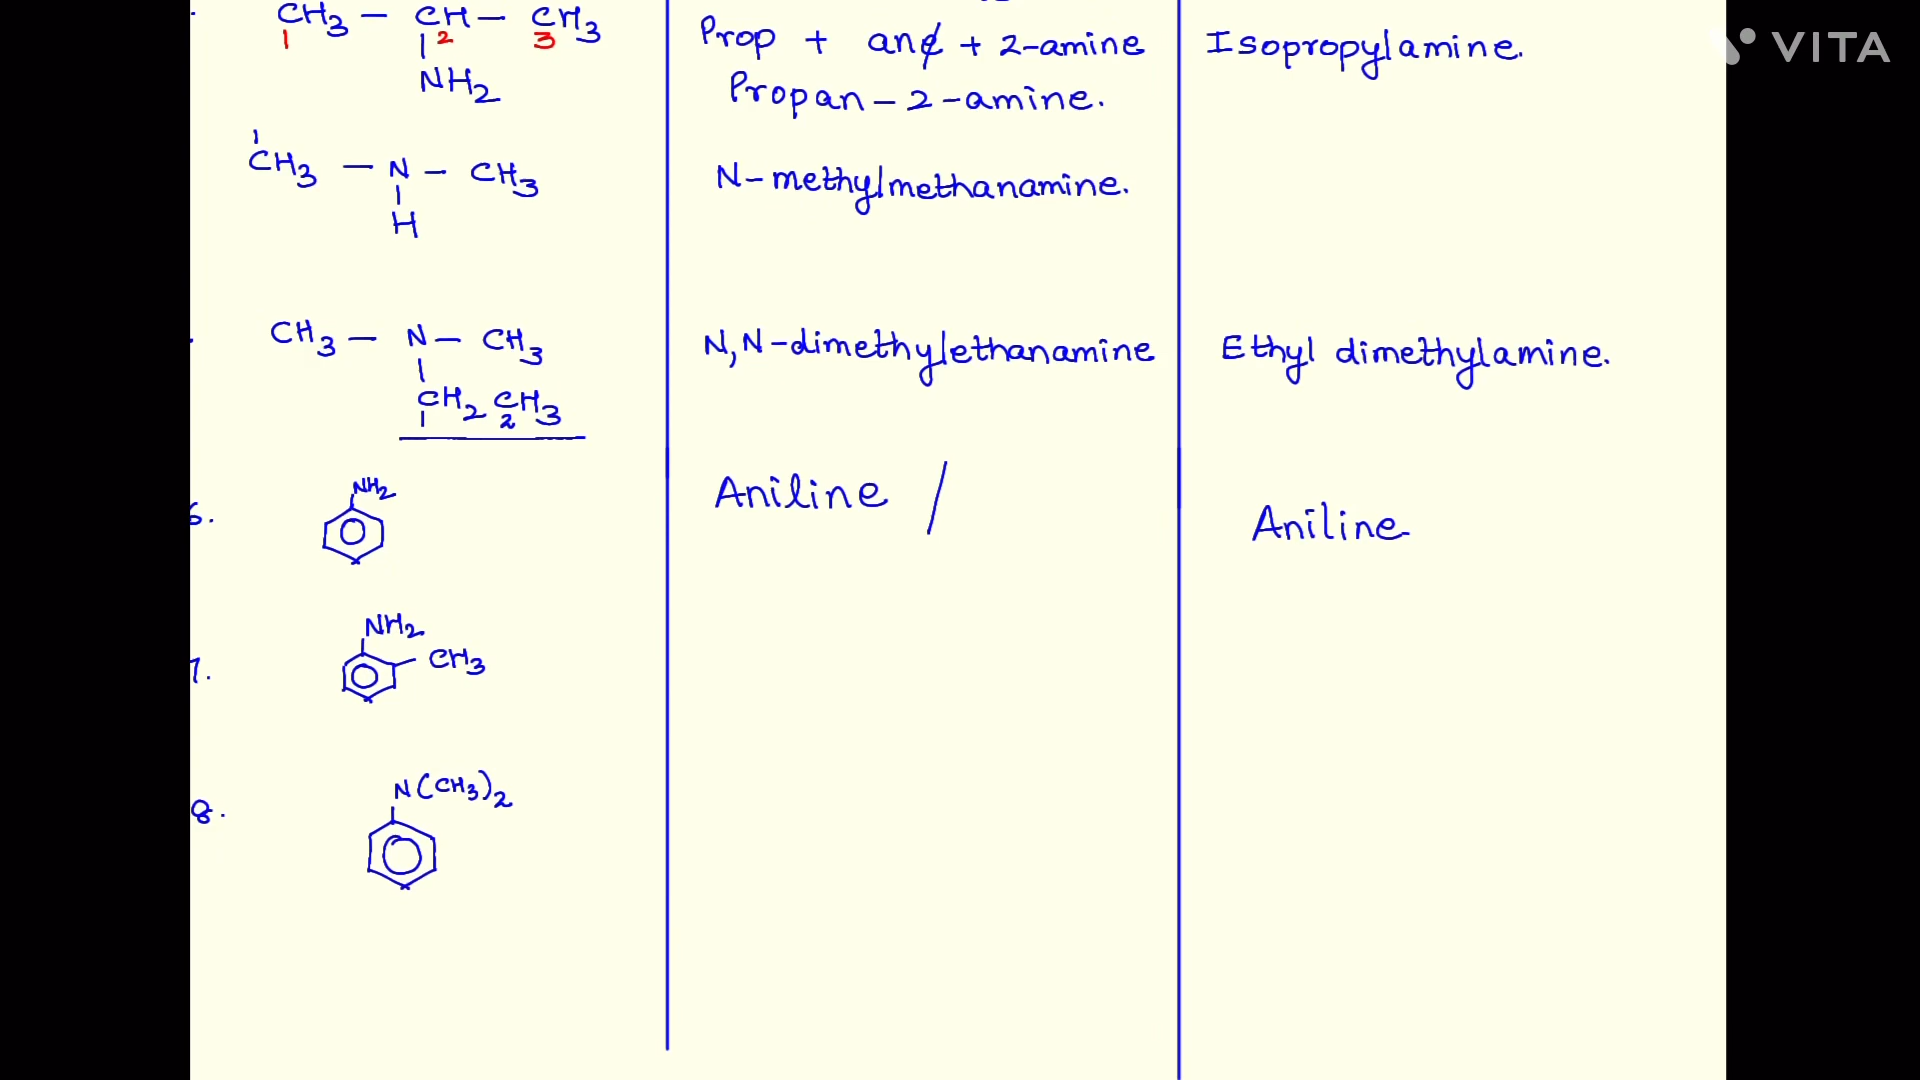 CH3 — CH — CH3
1 2 3
|
NH2
Prop + ane + 2-amine
Propan-2-amine.
Isopropylamine.
1
CH3 — N — CH3
|
H
N-methylmethanamine.
CH3 — N — CH3
|
CH2 CH3
1 2
N,N-dimethylethanamine
Ethyl dimethylamine.
6.
NH2
Aniline /
Aniline
7.
NH2
CH3
8.
N(CH3)2
VITA